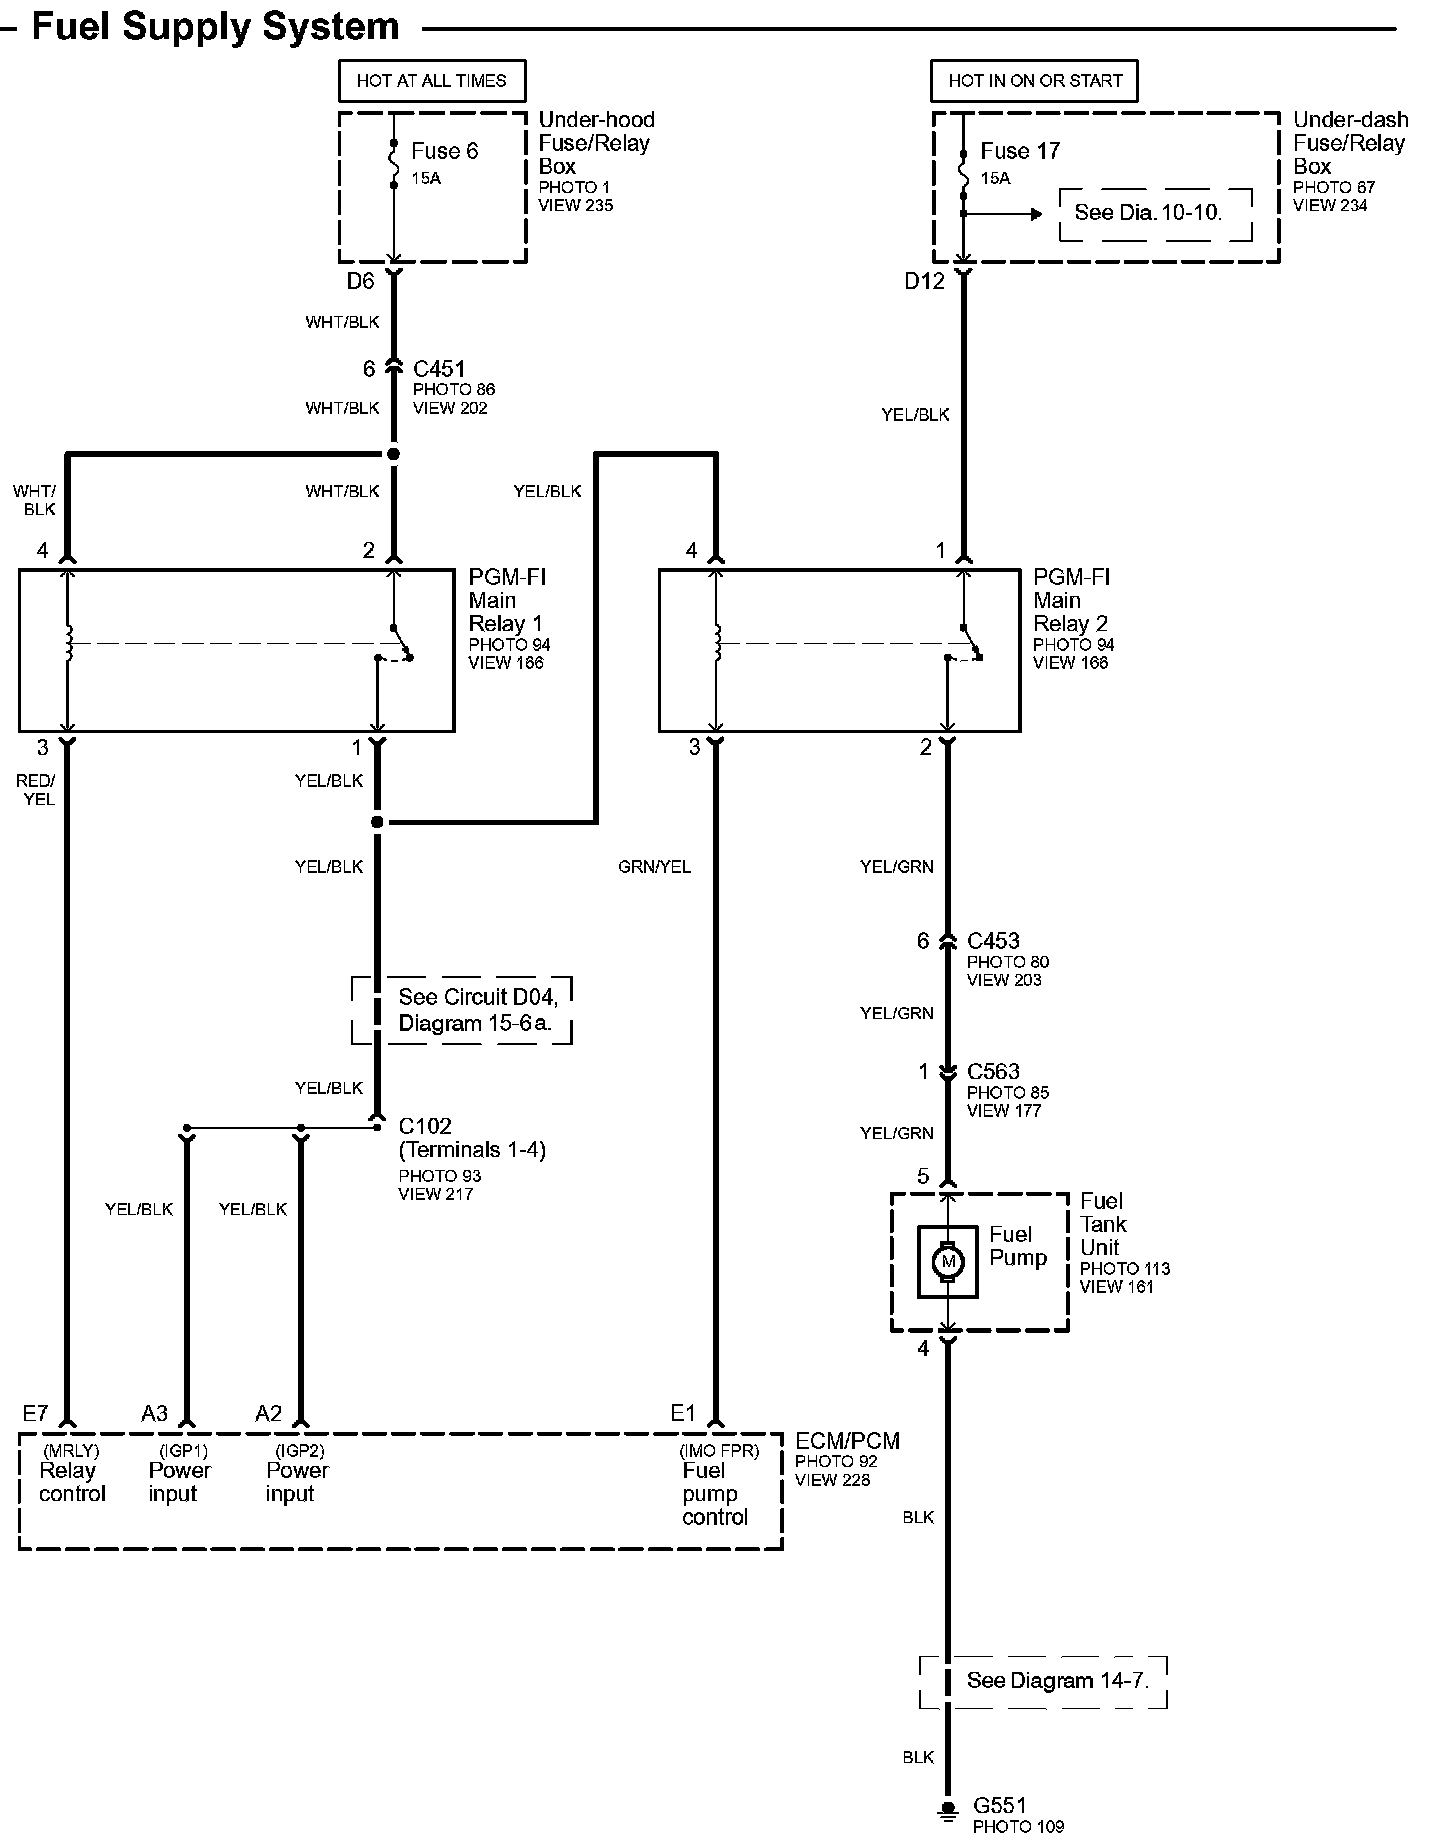 Fuel Supply System
HOT AT ALL TIMES
HOT IN ON OR START
Under-hood
Fuse/Relay
Box
PHOTO 1
VIEW 235
Fuse 6
15A
Under-dash
Fuse/Relay
Box
PHOTO 67
VIEW 234
Fuse 17
15A
See Dia. 10-10.
D6
D12
WHT/BLK
6
C451
PHOTO 86
VIEW 202
WHT/BLK
YEL/BLK
WHT/
BLK
WHT/BLK
YEL/BLK
4
2
4
1
PGM-FI
Main
Relay 1
PHOTO 94
VIEW 166
PGM-FI
Main
Relay 2
PHOTO 94
VIEW 166
3
1
3
2
RED/
YEL
YEL/BLK
YEL/BLK
GRN/YEL
YEL/GRN
6
C453
PHOTO 80
VIEW 203
See Circuit D04,
Diagram 15-6a.
YEL/GRN
1
C563
PHOTO 85
VIEW 177
YEL/BLK
C102
(Terminals 1-4)
PHOTO 93
VIEW 217
YEL/GRN
5
YEL/BLK
YEL/BLK
Fuel
Pump
M
Fuel
Tank
Unit
PHOTO 113
VIEW 161
4
E7
A3
A2
E1
(MRLY)
Relay
control
(IGP1)
Power
input
(IGP2)
Power
input
(IMO FPR)
Fuel
pump
control
ECM/PCM
PHOTO 92
VIEW 228
BLK
See Diagram 14-7.
BLK
G551
PHOTO 109